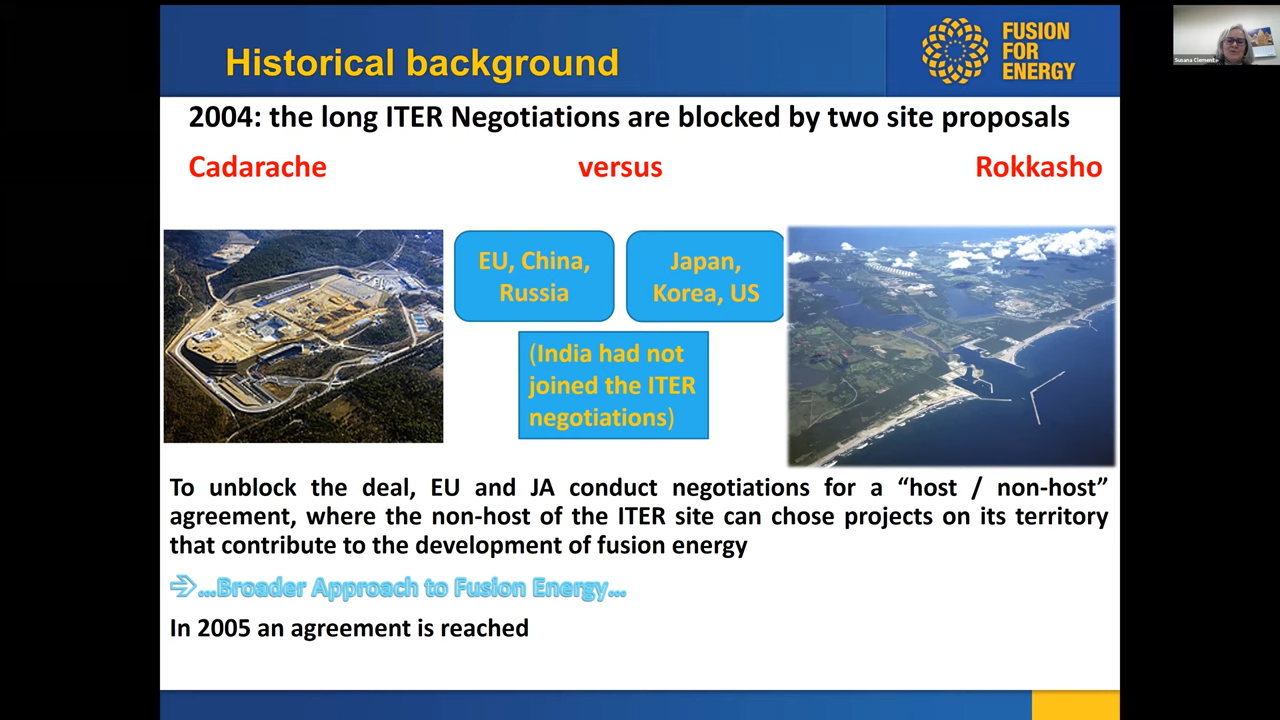 Historical background
FUSION
FOR
ENERGY
Susana Clement
2004: the long ITER Negotiations are blocked by two site proposals
Cadarache versus Rokkasho
EU, China,
Russia
Japan,
Korea, US
(India had not
joined the ITER
negotiations)
To unblock the deal, EU and JA conduct negotiations for a “host / non-host”
agreement, where the non-host of the ITER site can chose projects on its territory
that contribute to the development of fusion energy
⇨…Broader Approach to Fusion Energy…
In 2005 an agreement is reached